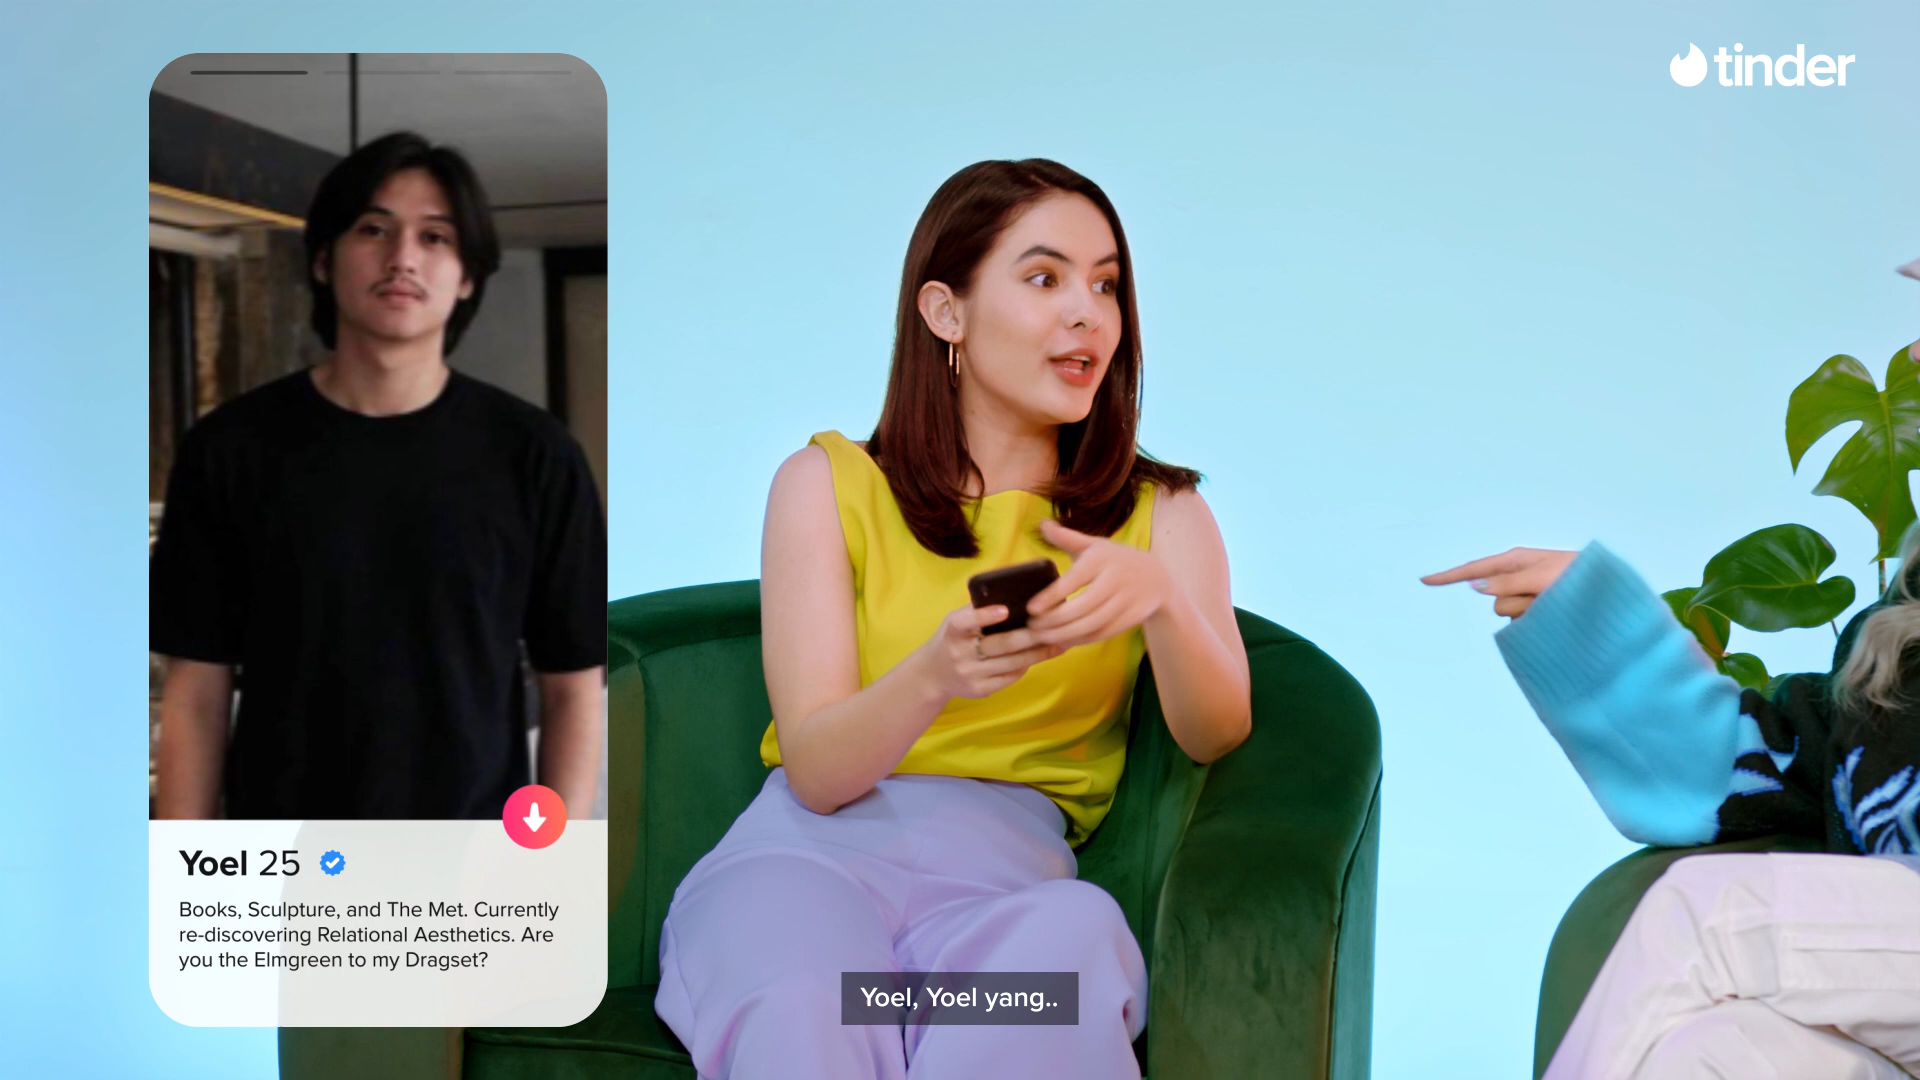 tinder
Yoel 25
Books, Sculpture, and The Met. Currently
re-discovering Relational Aesthetics. Are
you the Elmgreen to my Dragset?
Yoel, Yoel yang..